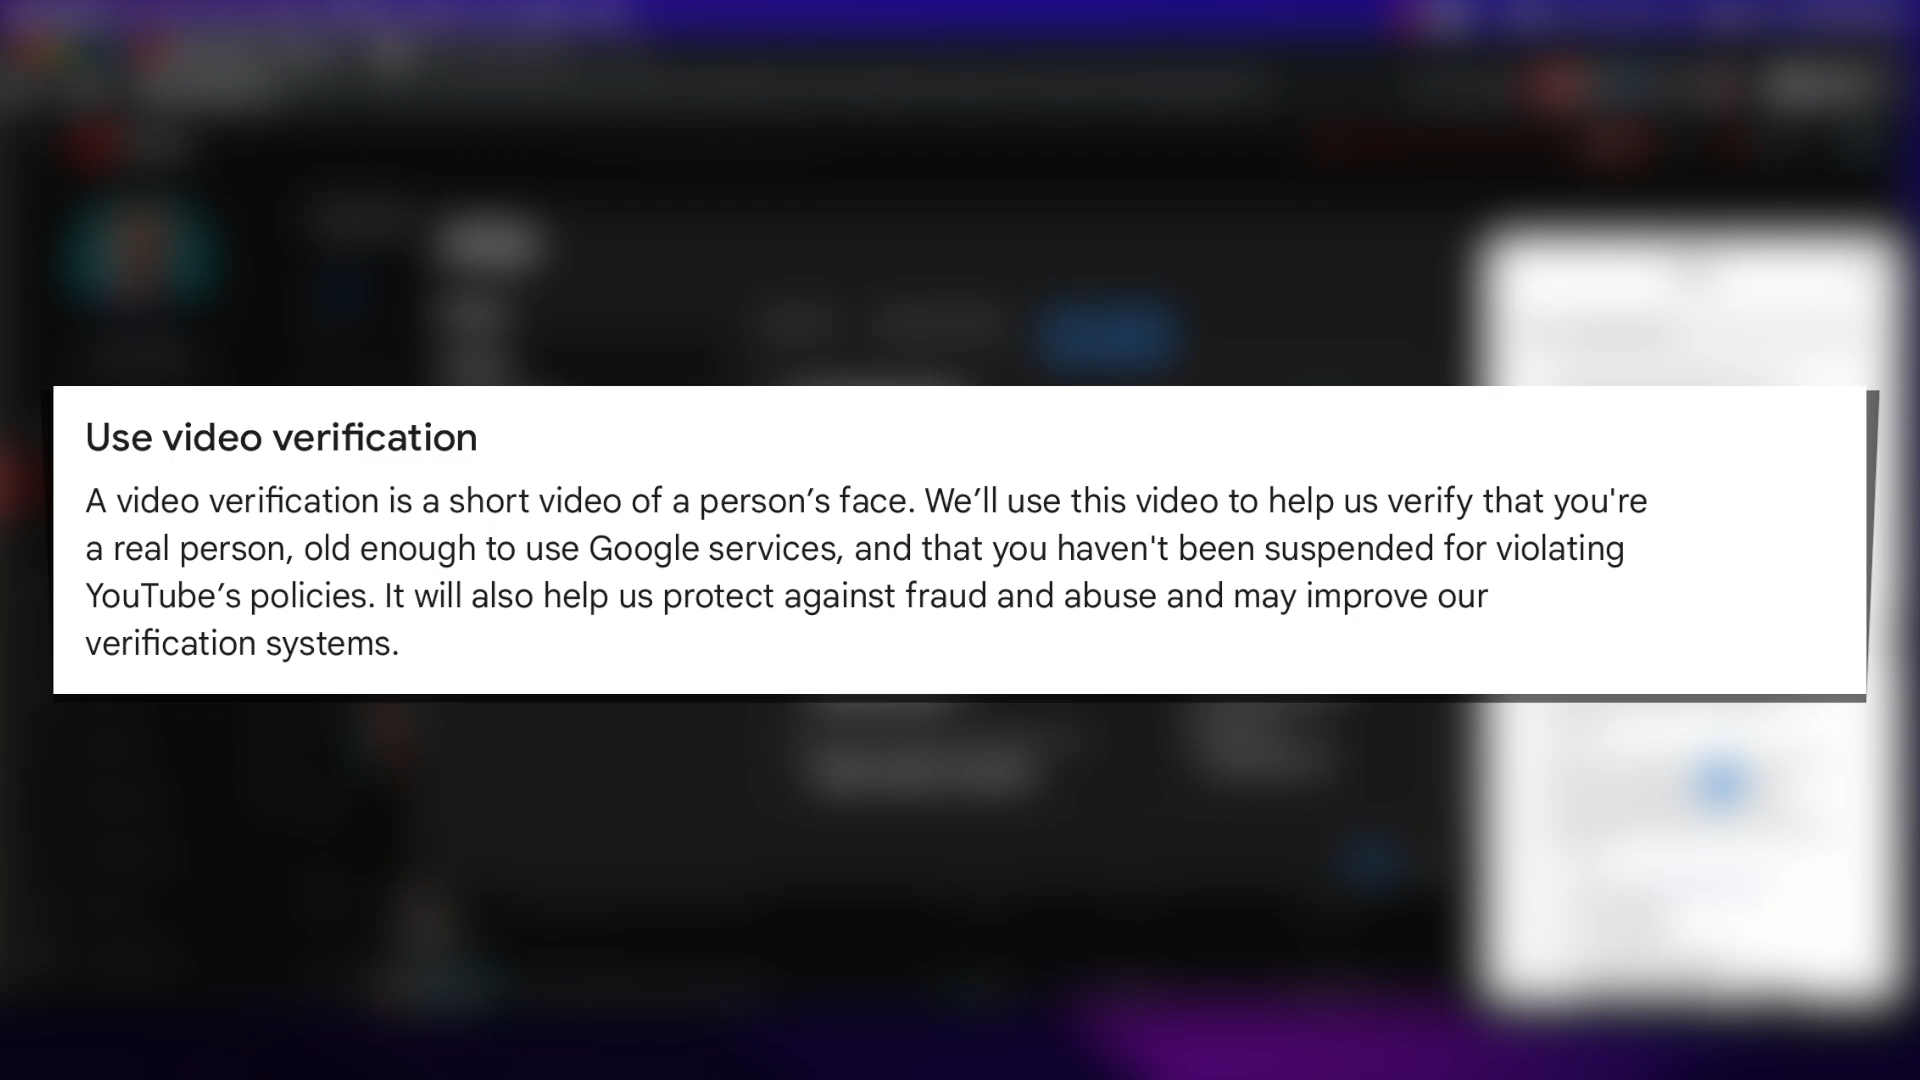 Use video verification
A video verification is a short video of a person’s face. We’ll use this video to help us verify that you're
a real person, old enough to use Google services, and that you haven't been suspended for violating
YouTube’s policies. It will also help us protect against fraud and abuse and may improve our
verification systems.